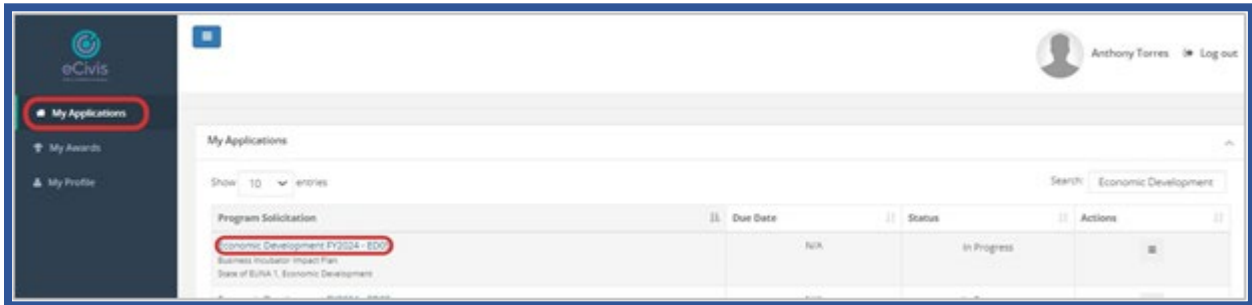 eCivis
Anthony Torres Log out
My Applications
My Awards
My Profile
My Applications
Show 10 entries
Search: Economic Development
Program Solicitation Due Date Status Actions
Economic Development FY2024 - ED05 N/A In Progress
Business Incubator Impact Plan
State of EUNA 1, Economic Development